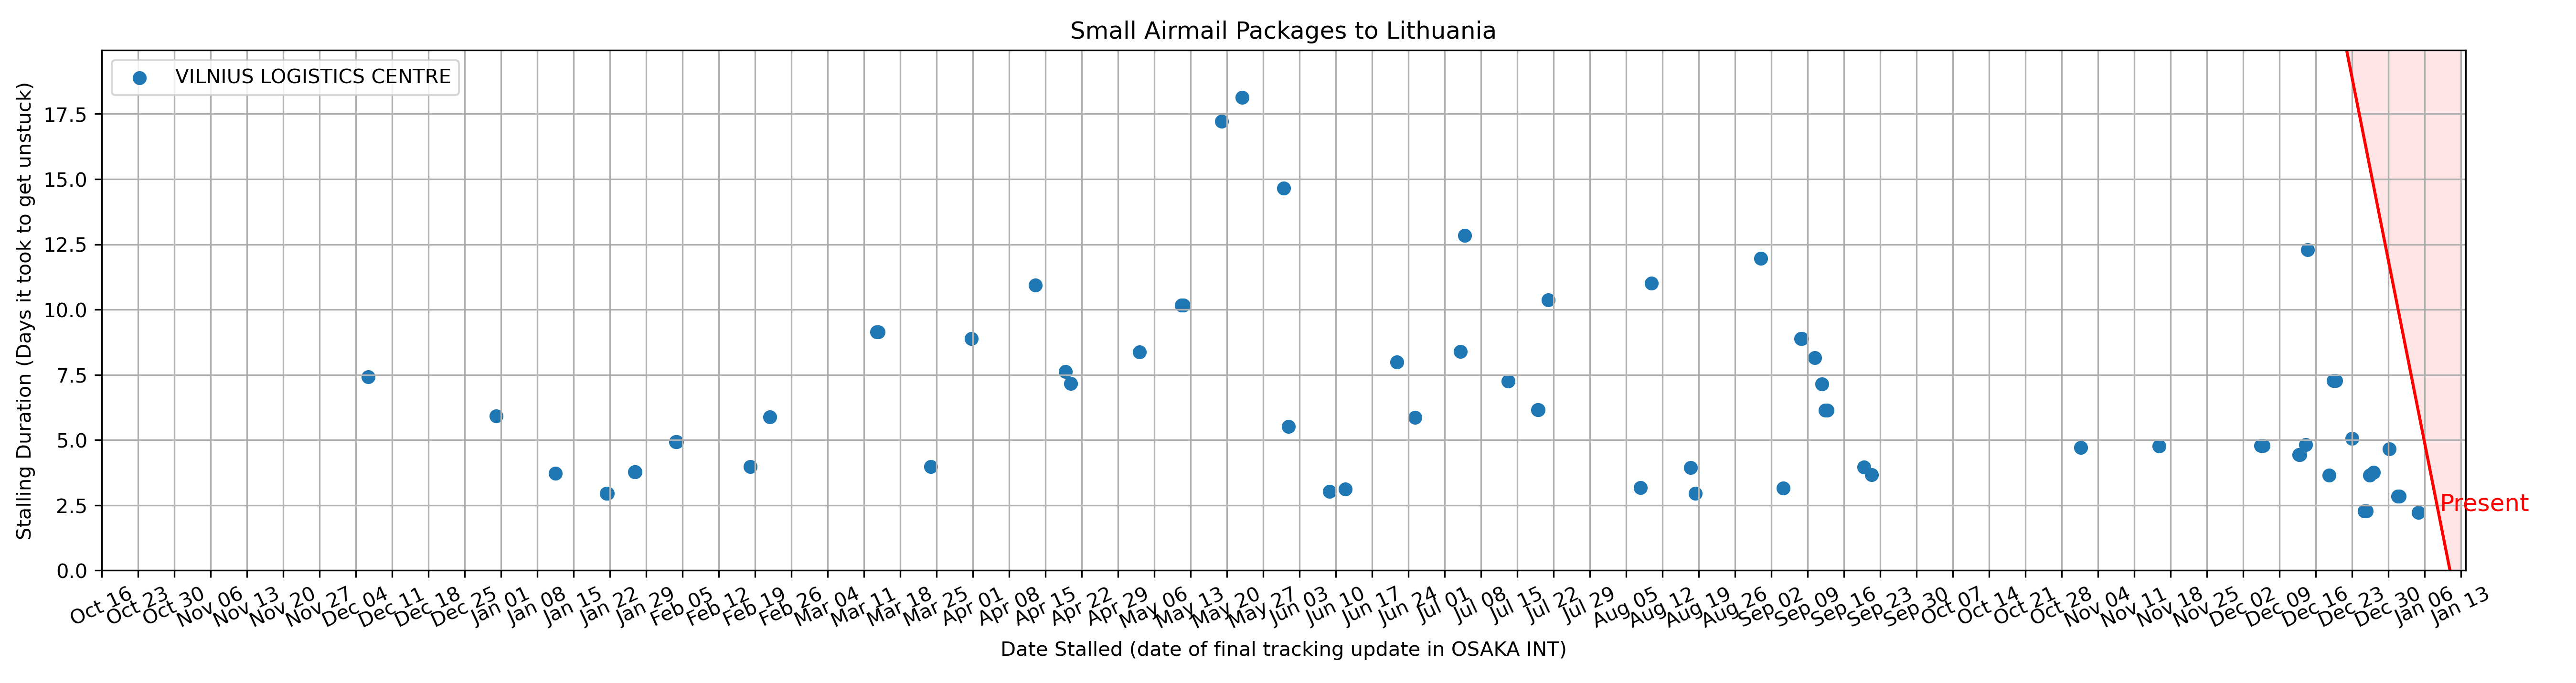 Small Airmail Packages to Lithuania
VILNIUS LOGISTICS CENTRE
Stalling Duration (Days it took to get unstuck)
17.5
15.0
12.5
10.0
7.5
5.0
2.5
0.0
Present
Oct 16
Oct 23
Oct 30
Nov 06
Nov 13
Nov 20
Nov 27
Dec 04
Dec 11
Dec 18
Dec 25
Jan 01
Jan 08
Jan 15
Jan 22
Jan 29
Feb 05
Feb 12
Feb 19
Feb 26
Mar 04
Mar 11
Mar 18
Mar 25
Apr 01
Apr 08
Apr 15
Apr 22
Apr 29
May 06
May 13
May 20
May 27
Jun 03
Jun 10
Jun 17
Jun 24
Jul 01
Jul 08
Jul 15
Jul 22
Jul 29
Aug 05
Aug 12
Aug 19
Aug 26
Sep 02
Sep 09
Sep 16
Sep 23
Sep 30
Oct 07
Oct 14
Oct 21
Oct 28
Nov 04
Nov 11
Nov 18
Nov 25
Dec 02
Dec 09
Dec 16
Dec 23
Dec 30
Jan 06
Jan 13
Date Stalled (date of final tracking update in OSAKA INT)